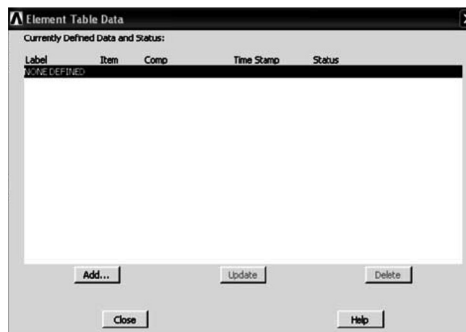 Element Table Data
Currently Defined Data and Status:
Label Item Comp Time Stamp Status
NONE DEFINED
Add... Update Delete
Close Help